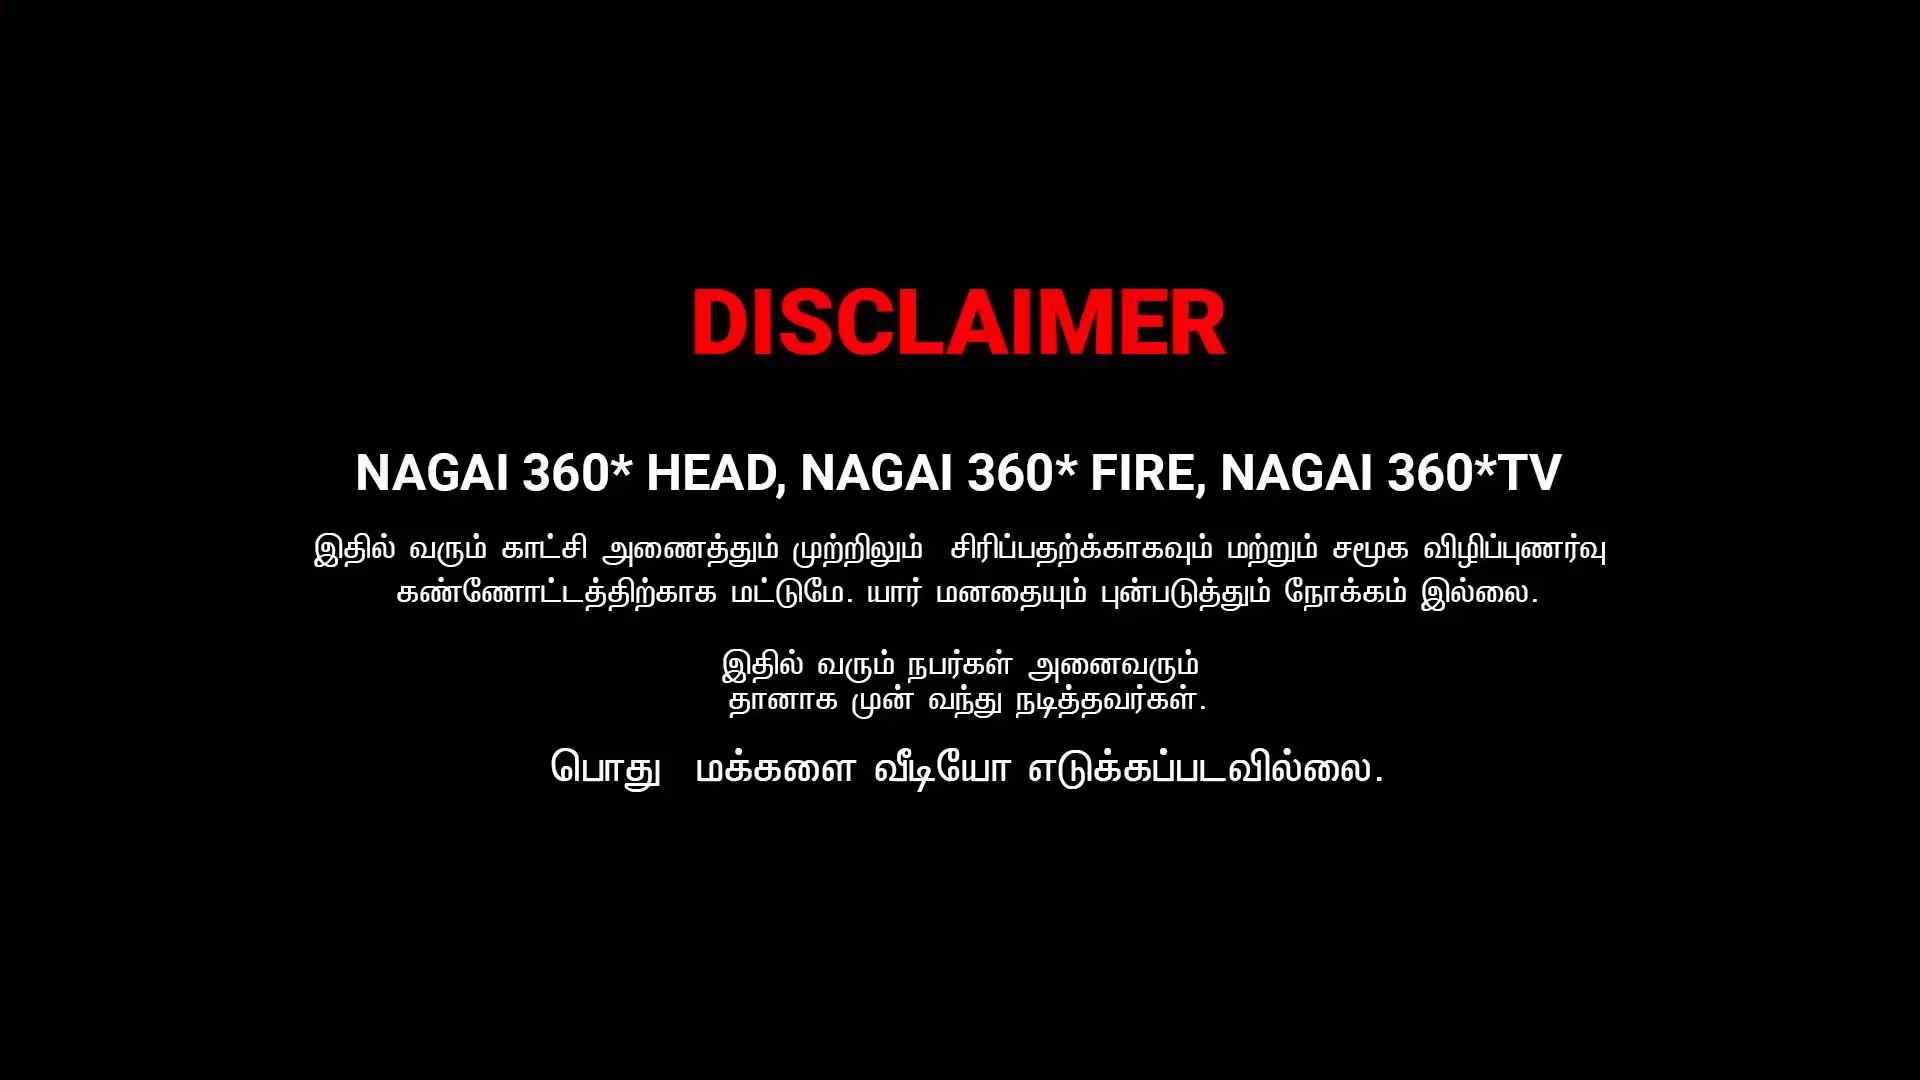 DISCLAIMER
NAGAI 360* HEAD, NAGAI 360* FIRE, NAGAI 360*TV
இதில் வரும் காட்சி அணைத்தும் முற்றிலும் சிரிப்பதற்க்காகவும் மற்றும் சமூக விழிப்புணர்வு
கண்ணோட்டத்திற்காக மட்டுமே. யார் மனதையும் புன்படுத்தும் நோக்கம் இல்லை.
இதில் வரும் நபர்கள் அனைவரும்
தானாக முன் வந்து நடித்தவர்கள்.
பொது மக்களை வீடியோ எடுக்கப்படவில்லை.